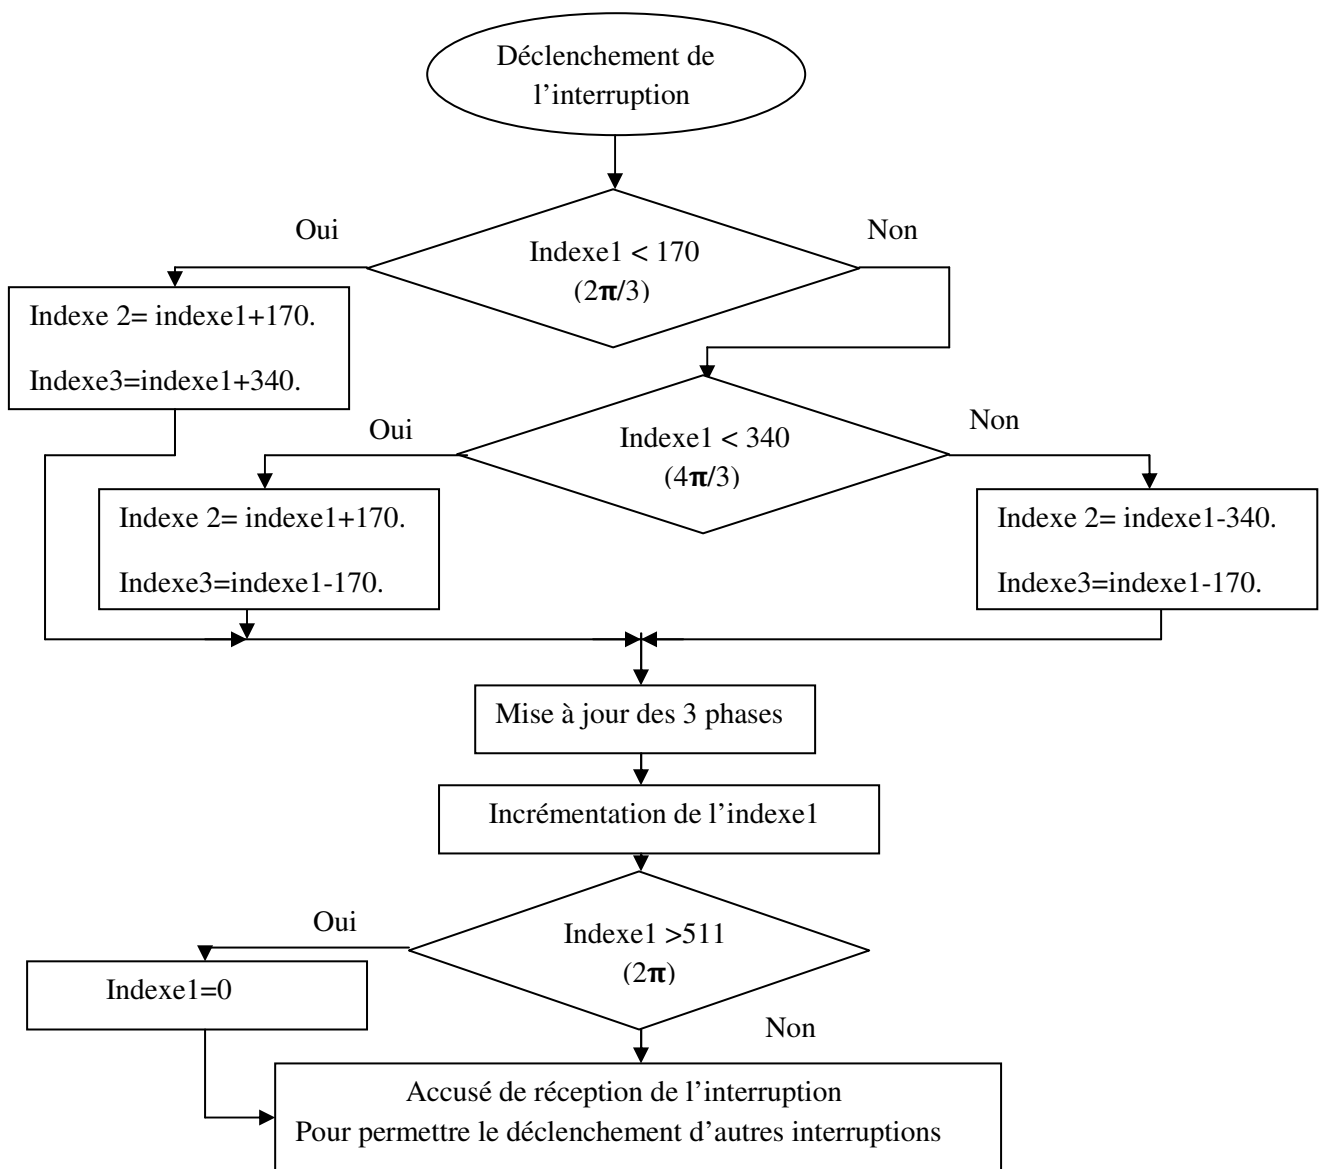 Déclenchement de
l’interruption
Oui
Non
Indexe1 < 170
(2π/3)
Indexe 2= indexe1+170.
Indexe3=indexe1+340.
Oui
Non
Indexe1 < 340
(4π/3)
Indexe 2= indexe1+170.
Indexe3=indexe1-170.
Indexe 2= indexe1-340.
Indexe3=indexe1-170.
Mise à jour des 3 phases
Incrémentation de l’indexe1
Oui
Indexe1 >511
(2π)
Indexe1=0
Non
Accusé de réception de l’interruption
Pour permettre le déclenchement d’autres interruptions